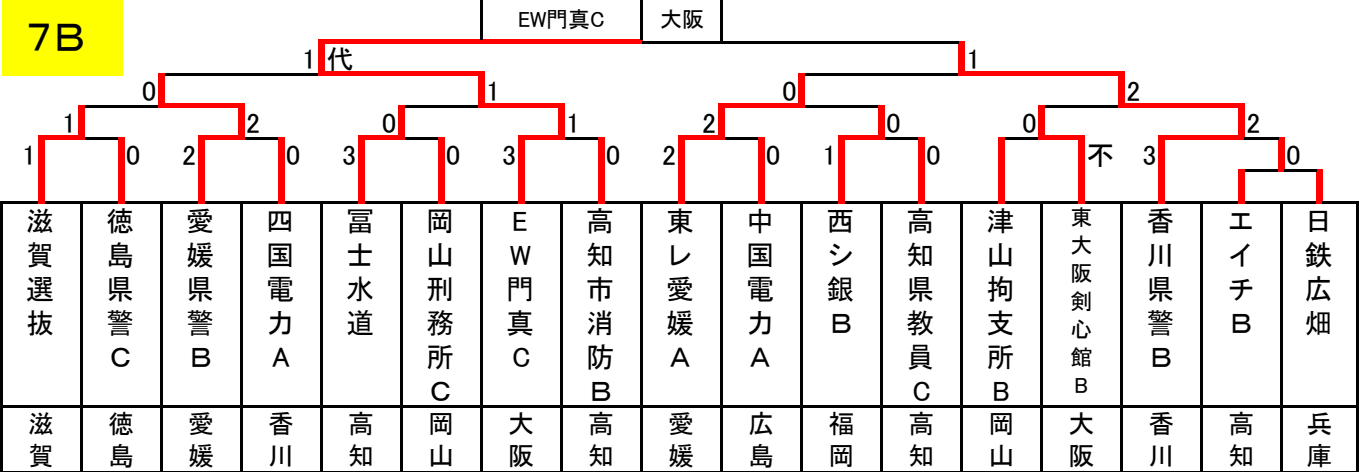 7B
EW門真C 大阪
1 代 1
0 1 0 2
1 2 0 1 2 0 0 2
1 0 2 0 3 0 3 0 2 0 1 0 不 3 0
滋賀選抜
徳島県警C
愛媛県警B
四国電力A
冨士水道
岡山刑務所C
EW門真C
高知市消防B
東レ愛媛A
中国電力A
西シ銀B
高知県教員C
津山拘支所B
東大阪剣心館B
香川県警B
エイチB
日鉄広畑
滋賀
徳島
愛媛
香川
高知
岡山
大阪
高知
愛媛
広島
福岡
高知
岡山
大阪
香川
高知
兵庫